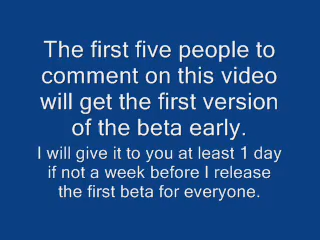 The first five people to
comment on this video
will get the first version
of the beta early.
I will give it to you at least 1 day
if not a week before I release
the first beta for everyone.